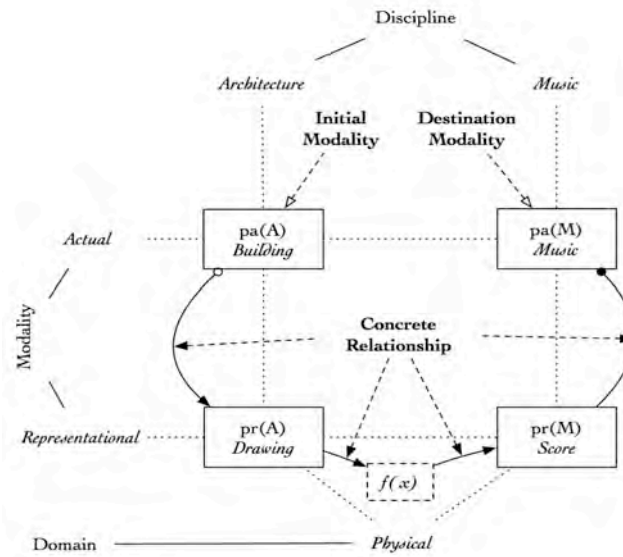 Discipline
Architecture
Music
Initial
Modality
Destination
Modality
pa(A)
Building
pa(M)
Music
Actual
Modality
Concrete
Relationship
Representational
pr(A)
Drawing
f(x)
pr(M)
Score
Domain
Physical